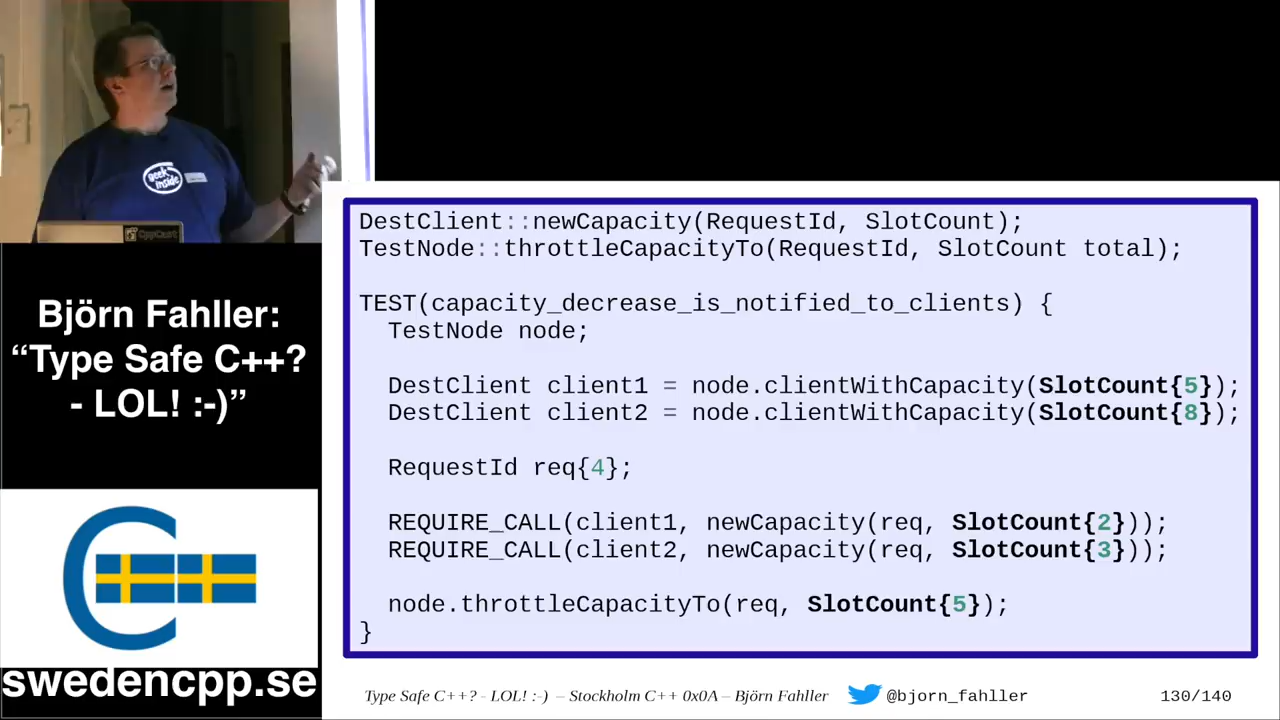 geek
inside
CppCast
Björn Fahller:
“Type Safe C++?
- LOL! :-)”
swedencpp.se
DestClient::newCapacity(RequestId, SlotCount);
TestNode::throttleCapacityTo(RequestId, SlotCount total);
TEST(capacity_decrease_is_notified_to_clients) {
TestNode node;
DestClient client1 = node.clientWithCapacity(SlotCount{5});
DestClient client2 = node.clientWithCapacity(SlotCount{8});
RequestId req{4};
REQUIRE_CALL(client1, newCapacity(req, SlotCount{2}));
REQUIRE_CALL(client2, newCapacity(req, SlotCount{3}));
node.throttleCapacityTo(req, SlotCount{5});
}
Type Safe C++? - LOL! :-) – Stockholm C++ 0x0A – Björn Fahller
@bjorn_fahller
130/140